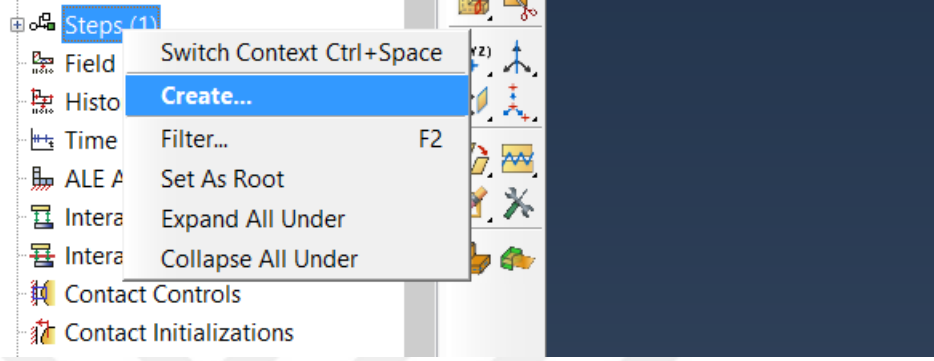 Steps (1)
Switch Context Ctrl+Space
Field
Create...
Histo
Filter... F2
Time
Set As Root
ALE A
Expand All Under
Intera
Collapse All Under
Intera
Contact Controls
Contact Initializations